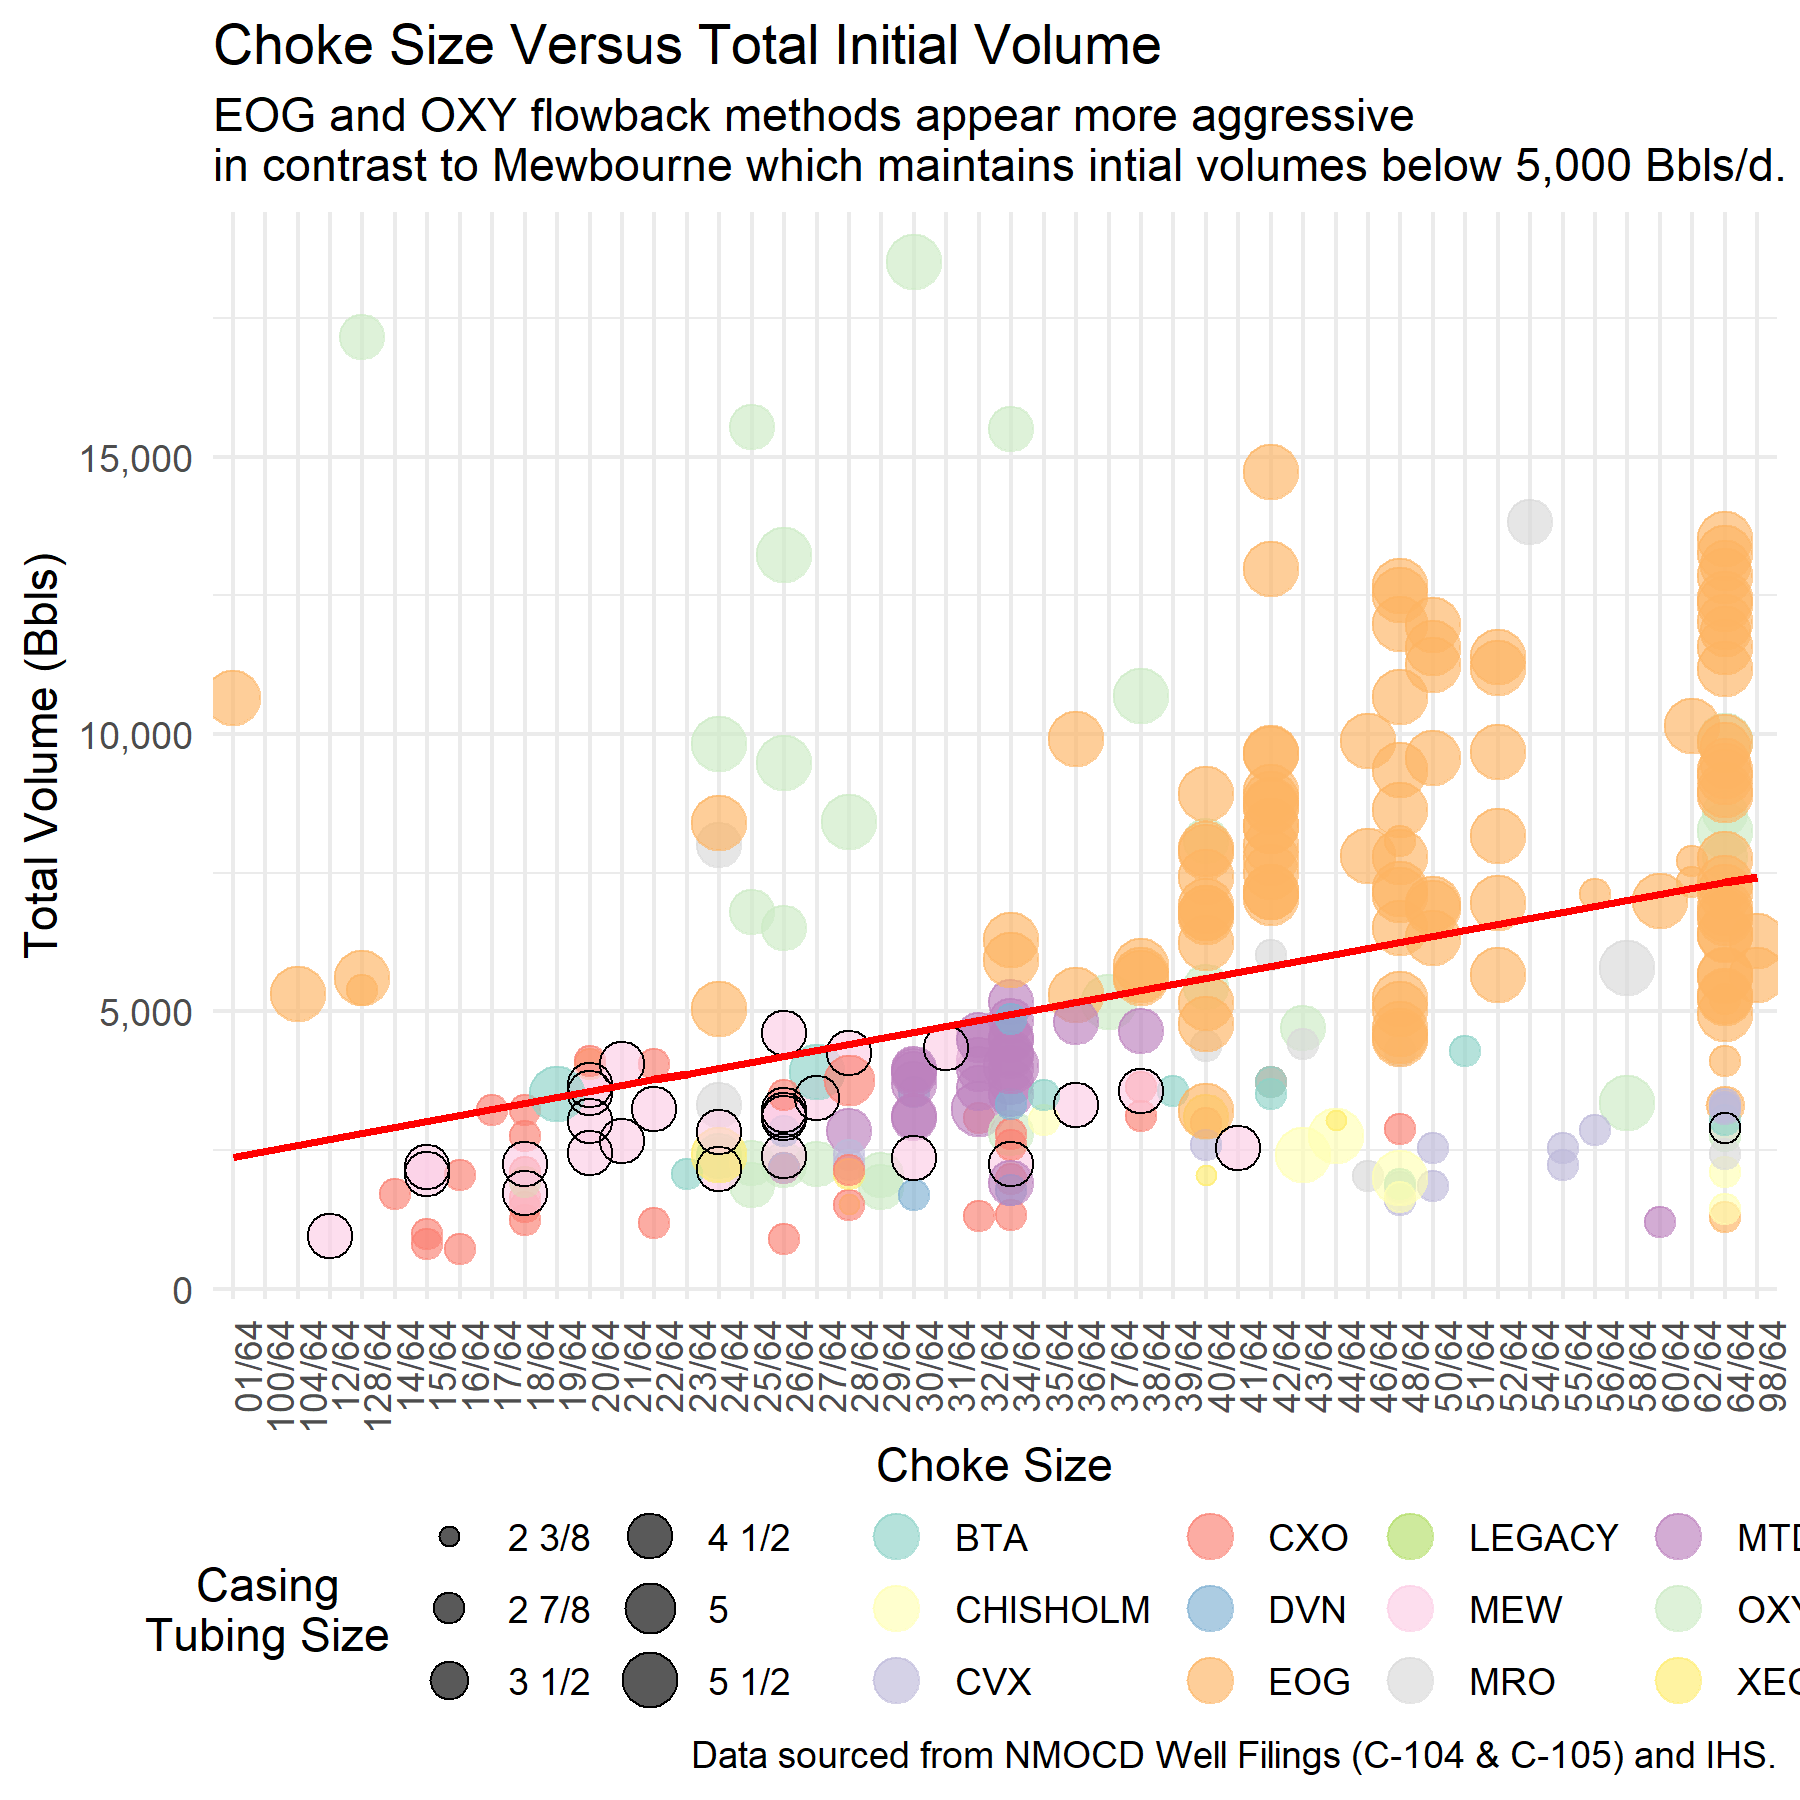 Choke Size Versus Total Initial Volume
EOG and OXY flowback methods appear more aggressive
in contrast to Mewbourne which maintains intial volumes below 5,000 Bbls/d.
Total Volume (Bbls)
15,000
10,000
5,000
0
01/64
100/64
104/64
12/64
128/64
14/64
15/64
16/64
17/64
18/64
19/64
20/64
21/64
22/64
23/64
24/64
25/64
26/64
27/64
28/64
29/64
30/64
31/64
32/64
34/64
35/64
36/64
37/64
38/64
39/64
40/64
41/64
42/64
43/64
44/64
46/64
48/64
50/64
51/64
52/64
54/64
55/64
56/64
58/64
60/64
62/64
64/64
98/64
Choke Size
Casing
Tubing Size
2 3/8
2 7/8
3 1/2
4 1/2
5
5 1/2
BTA
CHISHOLM
CVX
CXO
DVN
EOG
LEGACY
MEW
MRO
MTD
OXY
XEC
Data sourced from NMOCD Well Filings (C-104 & C-105) and IHS.